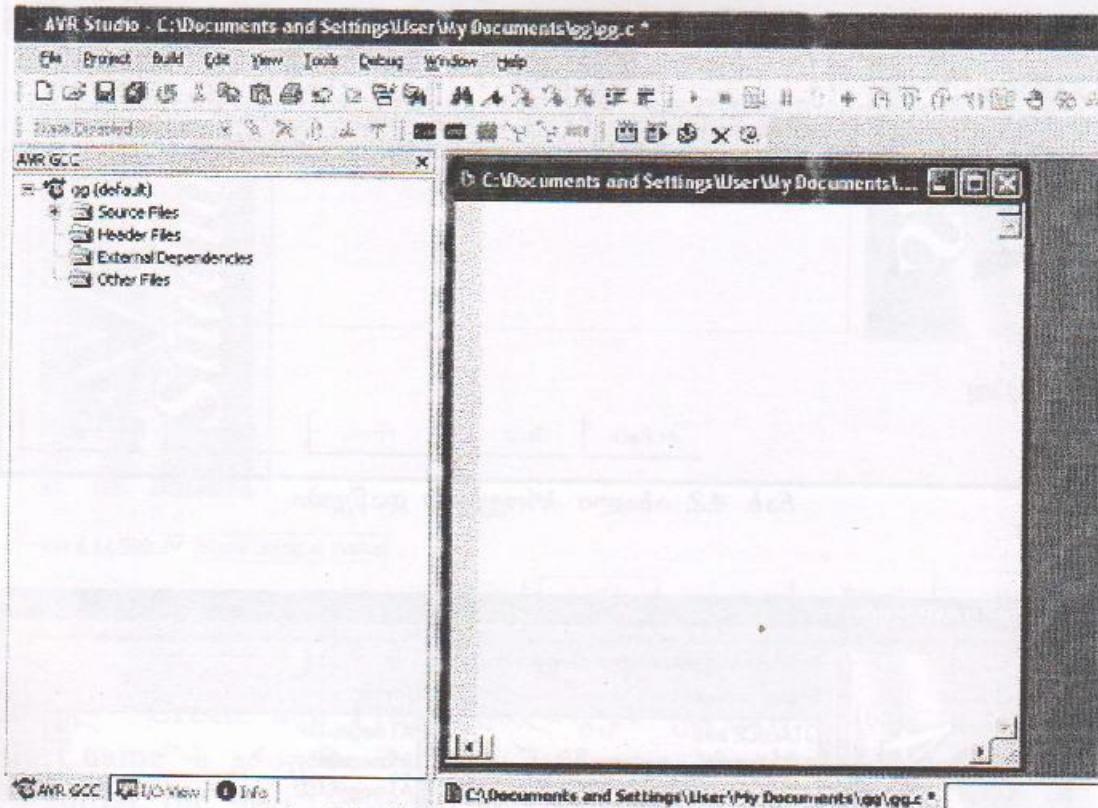 AVR Studio - C:\Documents and Settings\User\My Documents\gg\gg.c *
File Project Build Edit View Tools Debug Window Help
Trace Disabled
AVR GCC
gg (default)
Source Files
Header Files
External Dependencies
Other Files
C:\Documents and Settings\User\My Documents\...
AVR GCC I/O View Info
C:\Documents and Settings\User\My Documents\gg\gg.c *